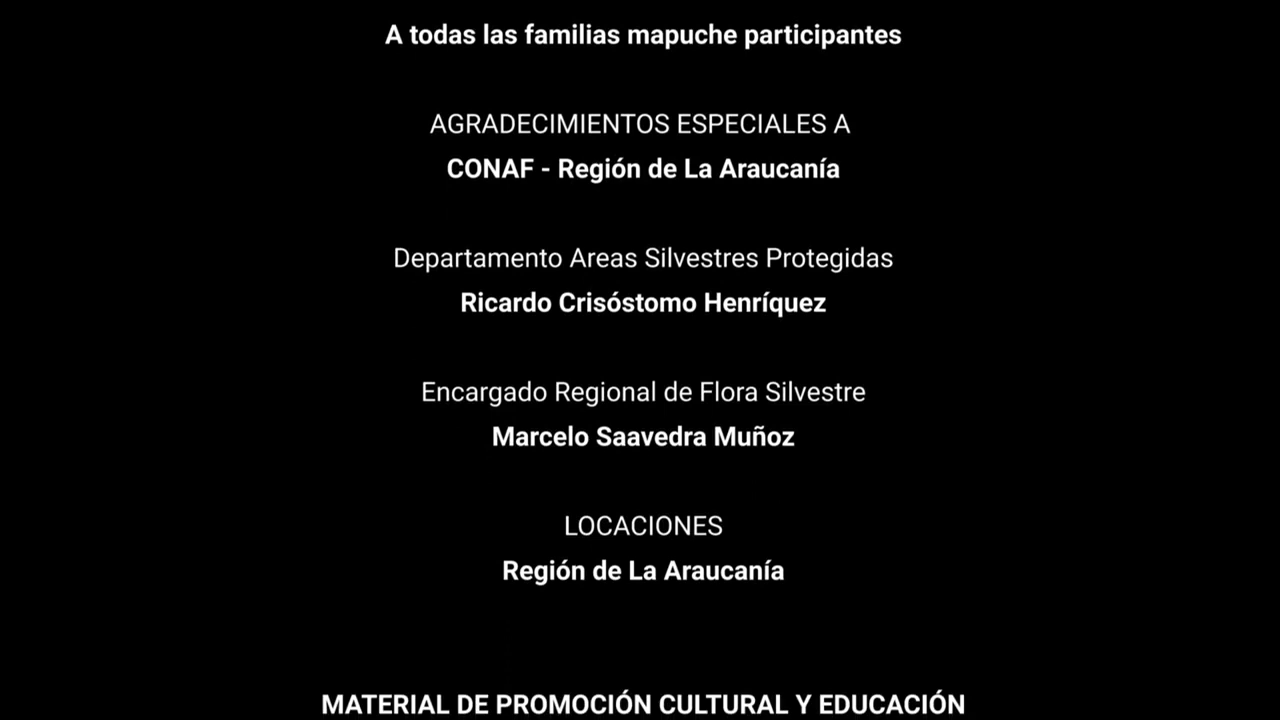 A todas las familias mapuche participantes
AGRADECIMIENTOS ESPECIALES A
CONAF - Región de La Araucanía
Departamento Areas Silvestres Protegidas
Ricardo Crisóstomo Henríquez
Encargado Regional de Flora Silvestre
Marcelo Saavedra Muñoz
LOCACIONES
Región de La Araucanía
MATERIAL DE PROMOCIÓN CULTURAL Y EDUCACIÓN